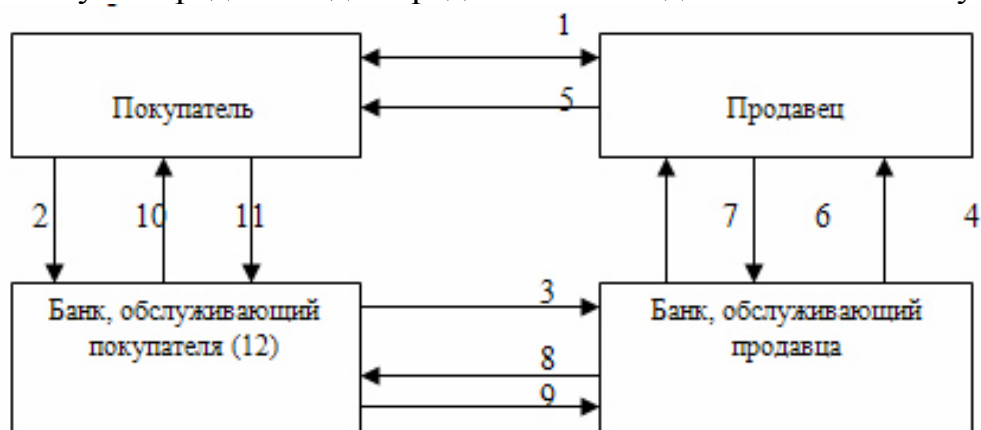 1
Покупатель
5
Продавец
2
10
11
7
6
4
Банк, обслуживающий
покупателя (12)
3
Банк, обслуживающий
продавца
8
9